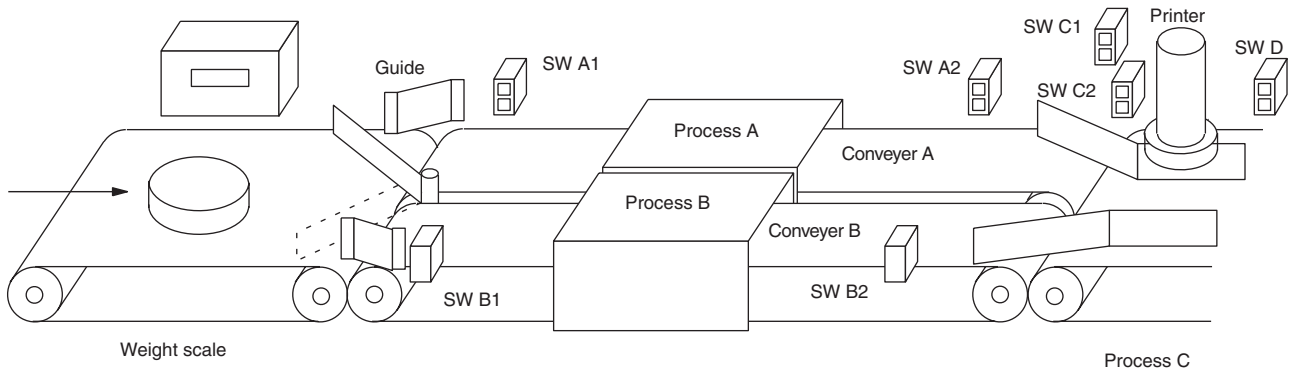 SW C1
Printer
Guide
SW A1
SW A2
SW C2
SW D
Process A
Conveyer A
Process B
Conveyer B
SW B1
SW B2
Weight scale
Process C